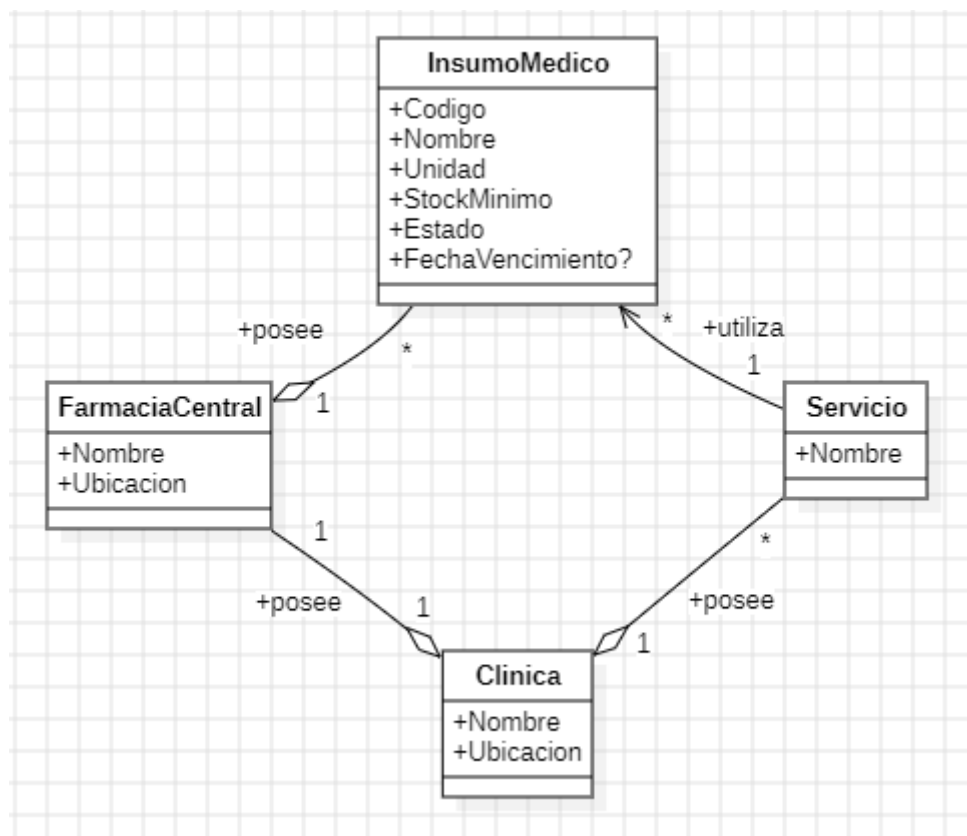 InsumoMedico
+Codigo
+Nombre
+Unidad
+StockMinimo
+Estado
+FechaVencimiento?
+posee
*
1
*
+utiliza
1
FarmaciaCentral
+Nombre
+Ubicacion
Servicio
+Nombre
1
+posee
1
*
+posee
1
Clinica
+Nombre
+Ubicacion